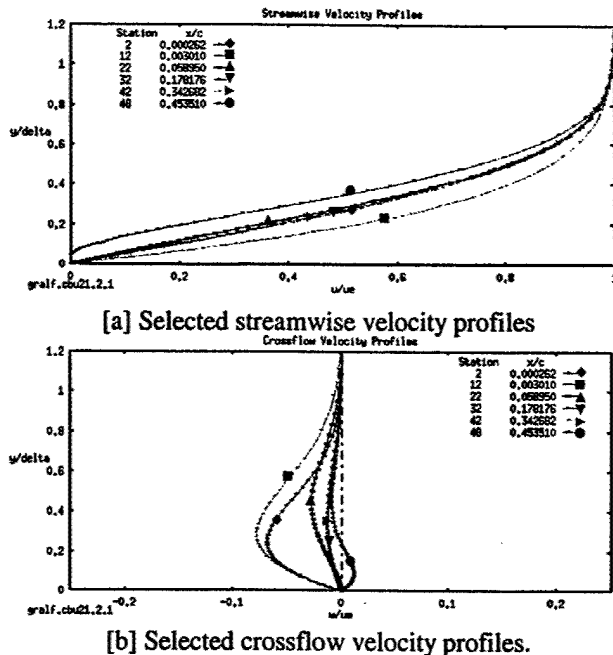 Streamwise Velocity Profiles
Station x/c
2 0.000262
12 0.003010
22 0.058950
32 0.178176
42 0.342682
48 0.453510
1.2
1
0.8
y/delta
0.6
0.4
0.2
0
0 0.2 0.4 0.6 0.8 1
u/ue
gralf.cbu21.2.1
[a] Selected streamwise velocity profiles
Crossflow Velocity Profiles
Station x/c
2 0.000262
12 0.003010
22 0.058950
32 0.178176
42 0.342682
48 0.453510
1.2
1
0.8
y/delta
0.6
0.4
0.2
0
-0.2 -0.1 0 0.1 0.2
w/ue
gralf.cbu21.2.1
[b] Selected crossflow velocity profiles.